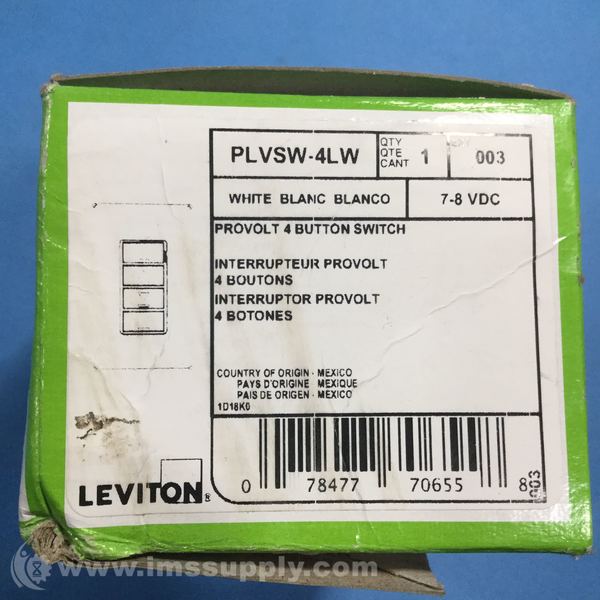 PLVSW-4LW
QTY
QTE
CANT
1
003
WHITE BLANC BLANCO
7-8 VDC
PROVOLT 4 BUTTON SWITCH
INTERRUPTEUR PROVOLT
4 BOUTONS
INTERRUPTOR PROVOLT
4 BOTONES
COUNTRY OF ORIGIN - MEXICO
PAYS D'ORIGINE MEXIQUE
PAIS DE ORIGEN - MEXICO
1D18K0
LEVITON®
0 78477 70655 8
003
www.imssupply.com